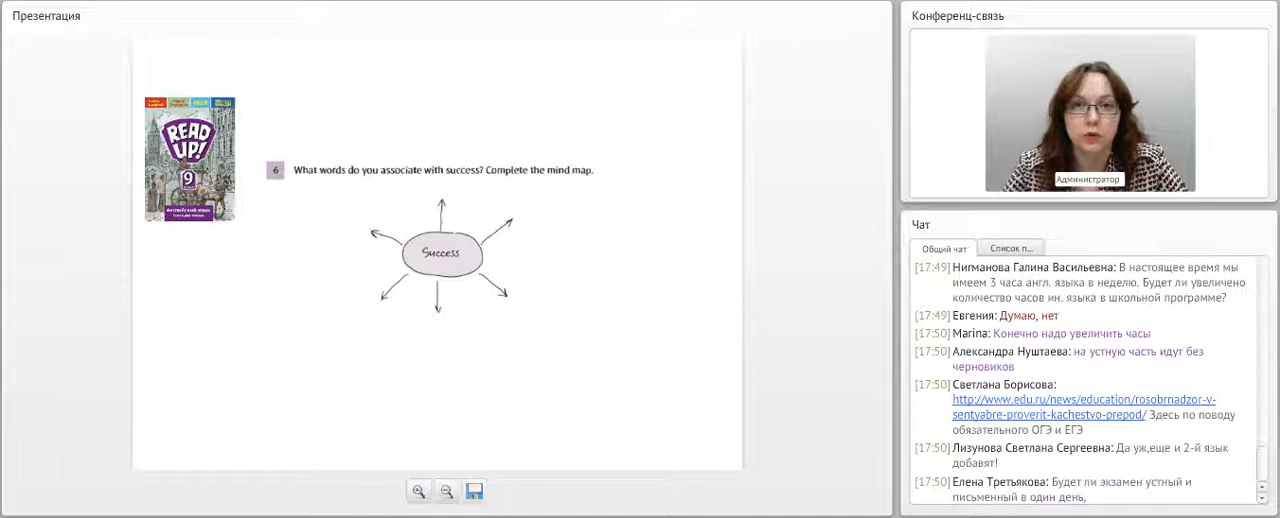 Презентация
READ
UP!
9
Английский язык
6 What words do you associate with success? Complete the mind map.
Success
Конференц-связь
Администратор
Чат
Общий чат
Список п...
[17:49] Нигманова Галина Васильевна: В настоящее время мы
имеем 3 часа англ. языка в неделю. Будет ли увеличено
количество часов ин. языка в школьной программе?
[17:49] Евгения: Думаю, нет
[17:50] Marina: Конечно надо увеличить часы
[17:50] Александра Нуштаева: на устную часть идут без
черновиков
[17:50] Светлана Борисова:
http://www.edu.ru/news/education/rosobrnadzor-v-
sentyabre-proverit-kachestvo-prepod/ Здесь по поводу
обязательного ОГЭ и ЕГЭ
[17:50] Лизунова Светлана Сергеевна: Да уж,еще и 2-й язык
добавят!
[17:50] Елена Третьякова: Будет ли экзамен устный и
письменный в один день,